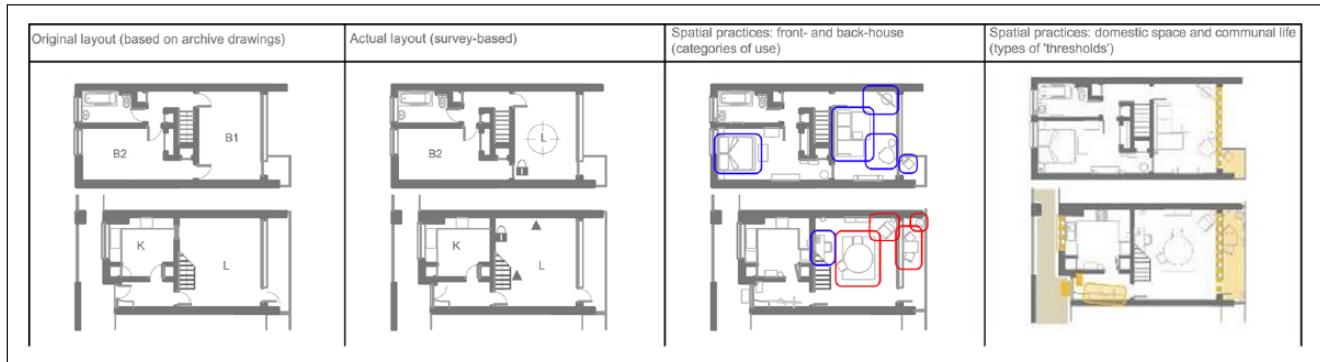 Original layout (based on archive drawings)
Actual layout (survey-based)
Spatial practices: front- and back-house
(categories of use)
Spatial practices: domestic space and communal life
(types of 'thresholds')
B1
B2
B2
L
K
L
K
L